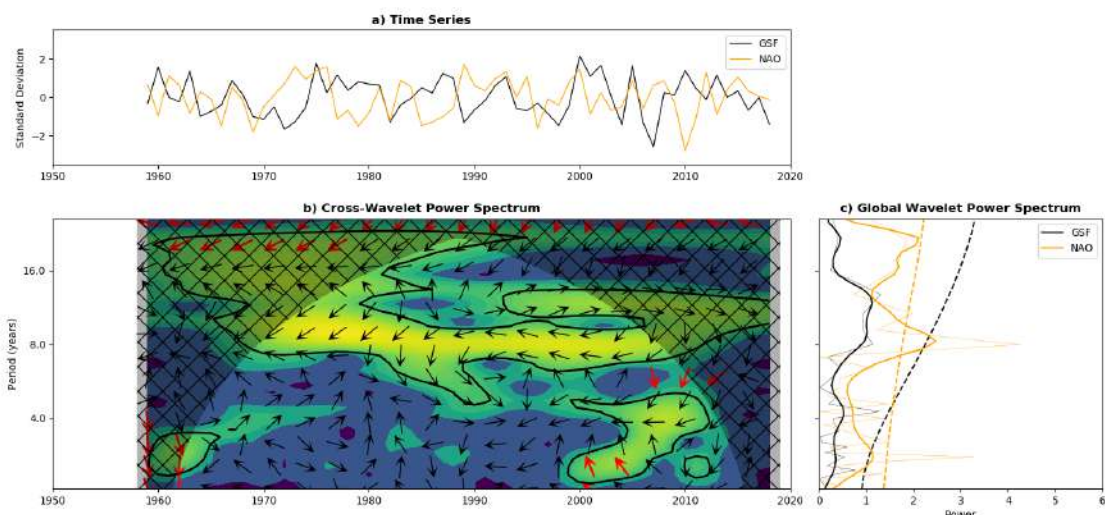 a) Time Series
Standard Deviation
2
0
−2
GSF
NAO
1950 1960 1970 1980 1990 2000 2010 2020
b) Cross-Wavelet Power Spectrum
Period (years)
16.0
8.0
4.0
1950 1960 1970 1980 1990 2000 2010 2020
c) Global Wavelet Power Spectrum
GSF
NAO
0 1 2 3 4 5 6
Power